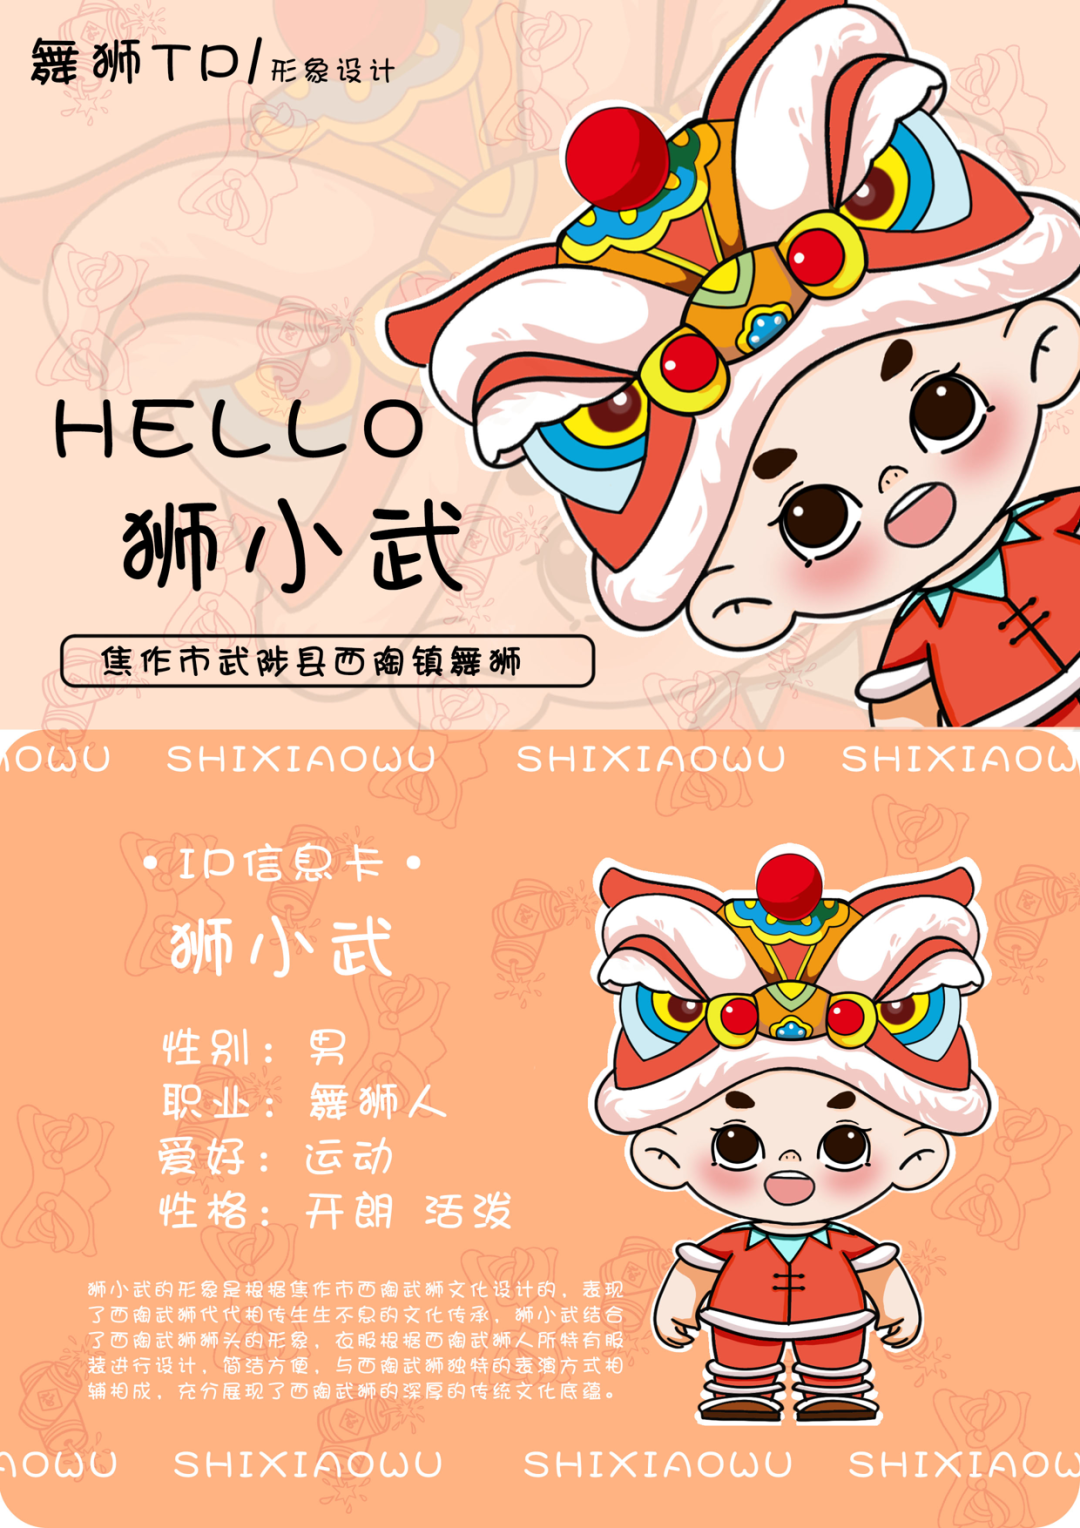 舞狮IP/形象设计
HELLO
狮小武
焦作市武陟县西陶镇舞狮
AOWU SHIXIAOWU SHIXIAOWU SHIXIAOW
• IP信息卡 •
狮小武
性别：男
职业：舞狮人
爱好：运动
性格：开朗 活泼
狮小武的形象是根据焦作市西陶武狮文化设计的，表现
了西陶武狮代代相传生生不息的文化传承，狮小武结合
了西陶武狮狮头的形象，衣服根据西陶武狮人所特有服
装进行设计，简洁方便，与西陶武狮独特的表演方式相
辅相成，充分展现了西陶武狮的深厚的传统文化底蕴。
AOWU SHIXIAOWU SHIXIAOWU SHIXIAOW